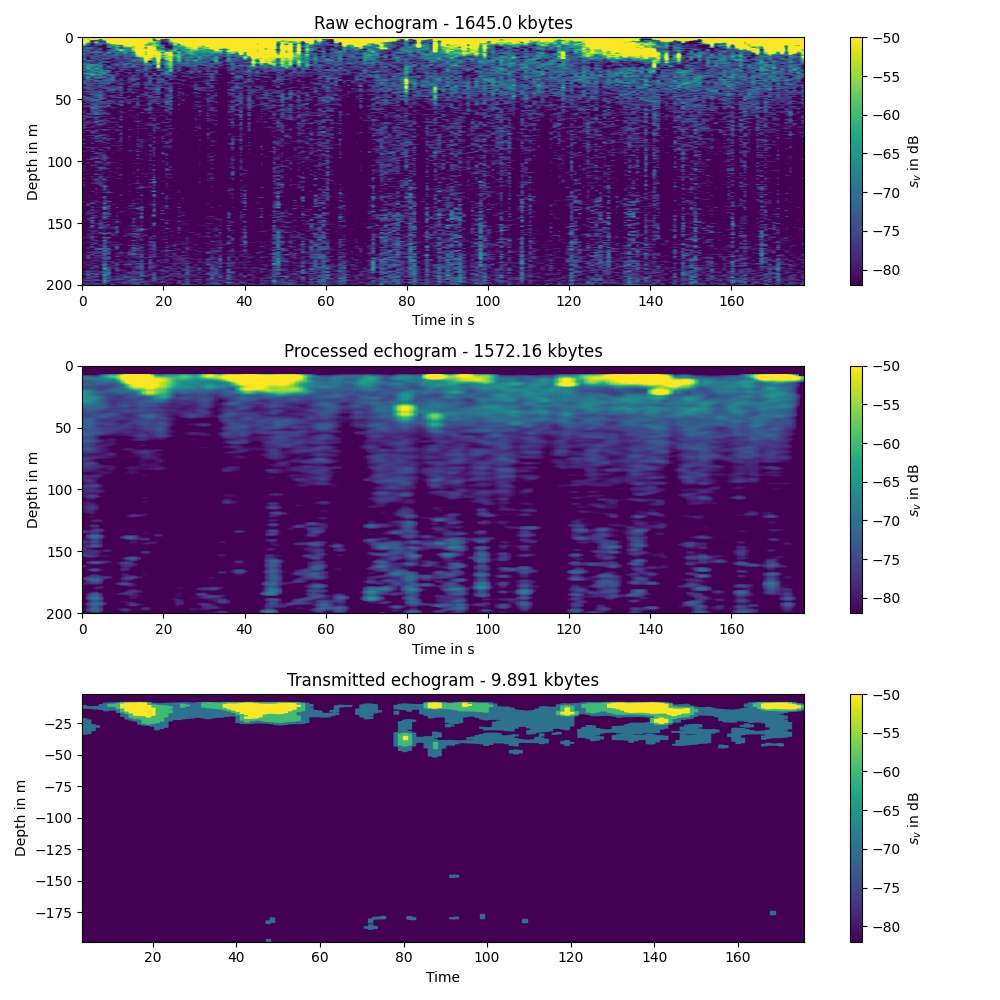 Raw echogram - 1645.0 kbytes
0
50
100
150
200
Depth in m
0 20 40 60 80 100 120 140 160
Time in s
−50
−55
−60
−65
−70
−75
−80
s_v in dB
Processed echogram - 1572.16 kbytes
0
50
100
150
200
Depth in m
0 20 40 60 80 100 120 140 160
Time in s
−50
−55
−60
−65
−70
−75
−80
s_v in dB
Transmitted echogram - 9.891 kbytes
−25
−50
−75
−100
−125
−150
−175
Depth in m
20 40 60 80 100 120 140 160
Time
−50
−55
−60
−65
−70
−75
−80
s_v in dB